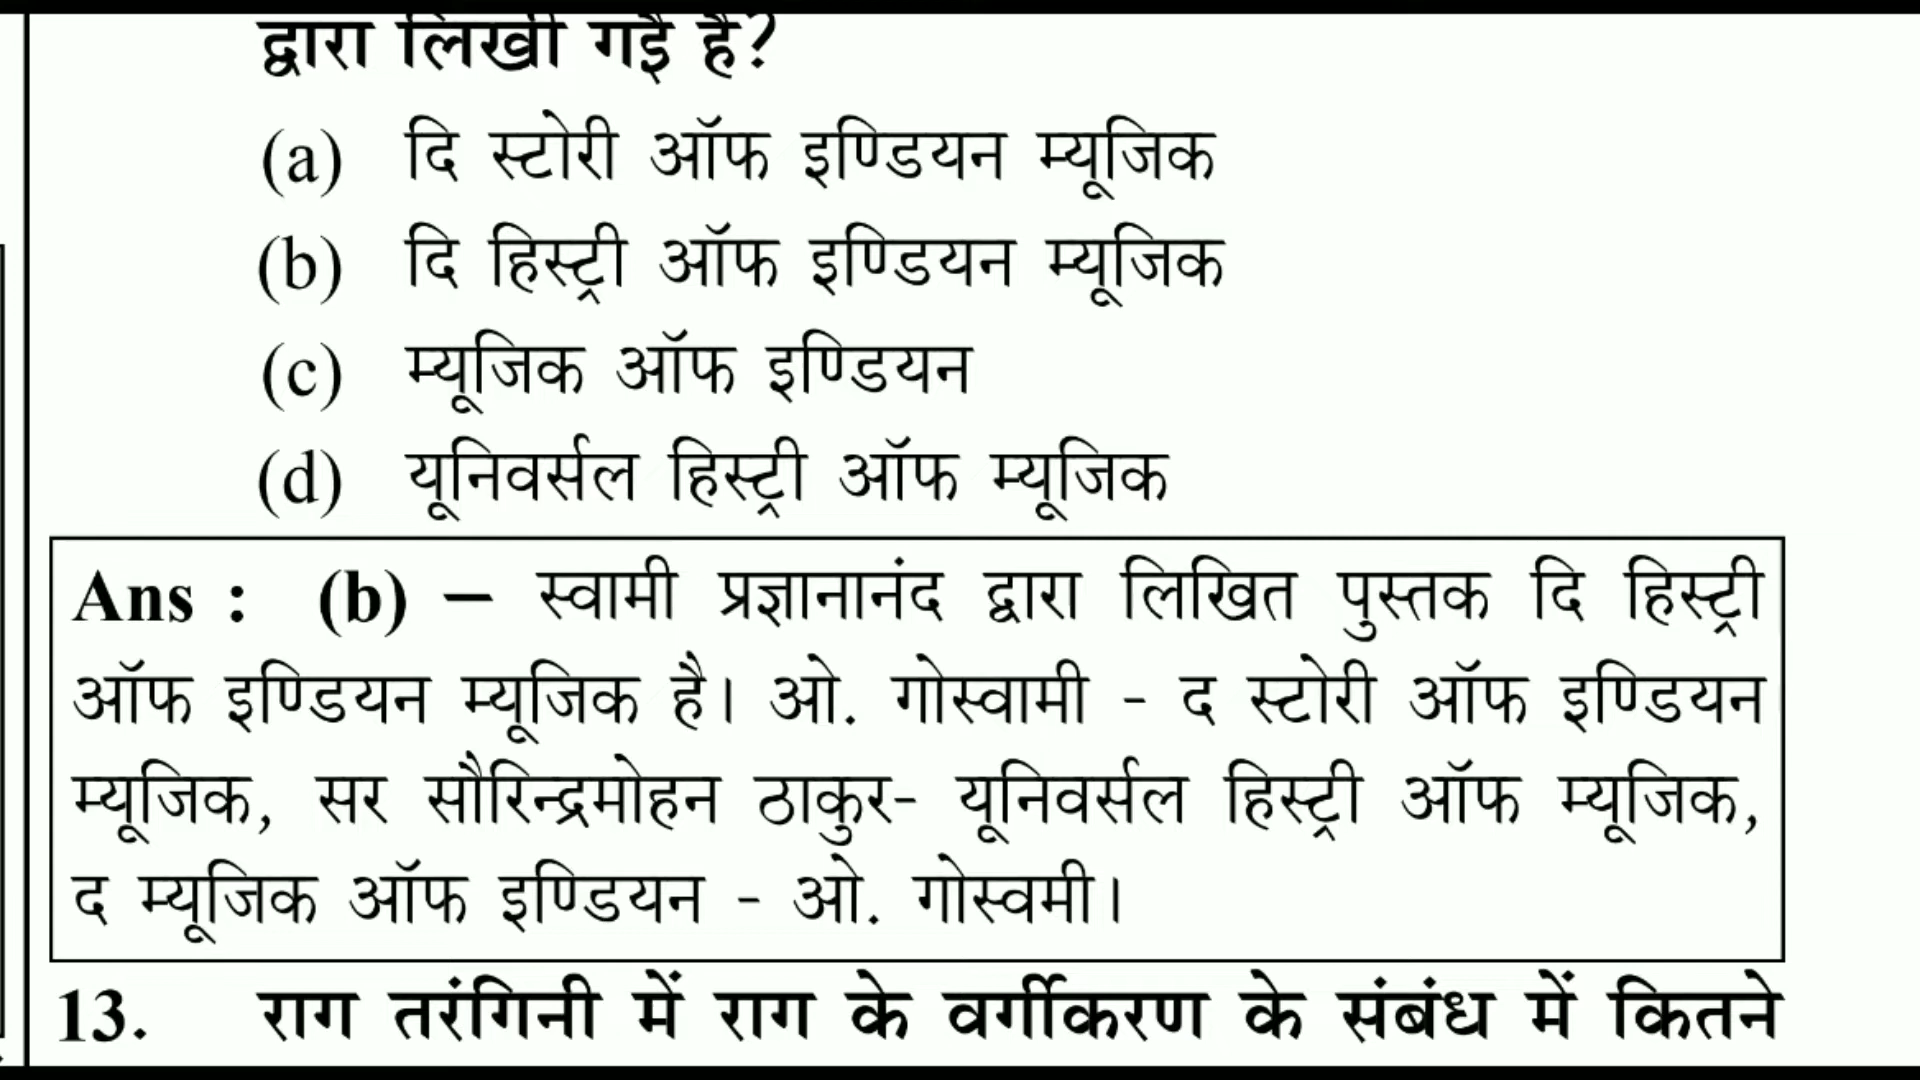 द्वारा लिखी गई है?
(a) दि स्टोरी ऑफ इण्डियन म्यूजिक
(b) दि हिस्ट्री ऑफ इण्डियन म्यूजिक
(c) म्यूजिक ऑफ इण्डियन
(d) यूनिवर्सल हिस्ट्री ऑफ म्यूजिक
Ans : (b) – स्वामी प्रज्ञानानंद द्वारा लिखित पुस्तक दि हिस्ट्री
ऑफ इण्डियन म्यूजिक है। ओ. गोस्वामी - द स्टोरी ऑफ इण्डियन
म्यूजिक, सर सौरिन्द्रमोहन ठाकुर- यूनिवर्सल हिस्ट्री ऑफ म्यूजिक,
द म्यूजिक ऑफ इण्डियन - ओ. गोस्वमी।
13. राग तरंगिनी में राग के वर्गीकरण के संबंध में कितने